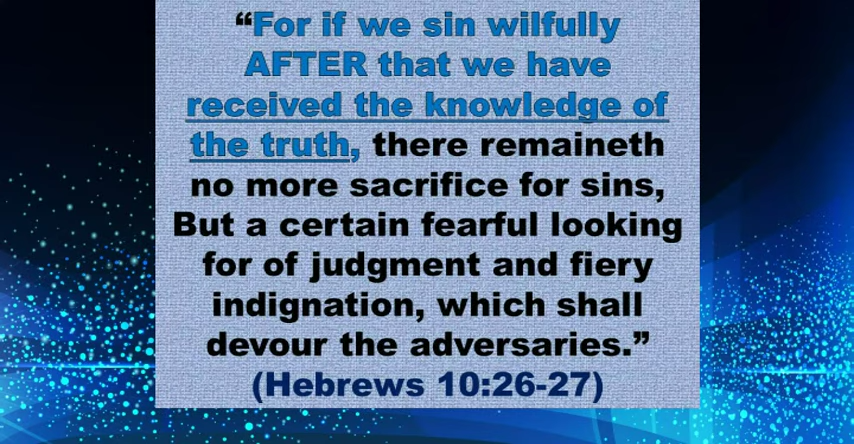 “For if we sin wilfully
AFTER that we have
received the knowledge of
the truth, there remaineth
no more sacrifice for sins,
But a certain fearful looking
for of judgment and fiery
indignation, which shall
devour the adversaries.”
(Hebrews 10:26-27)